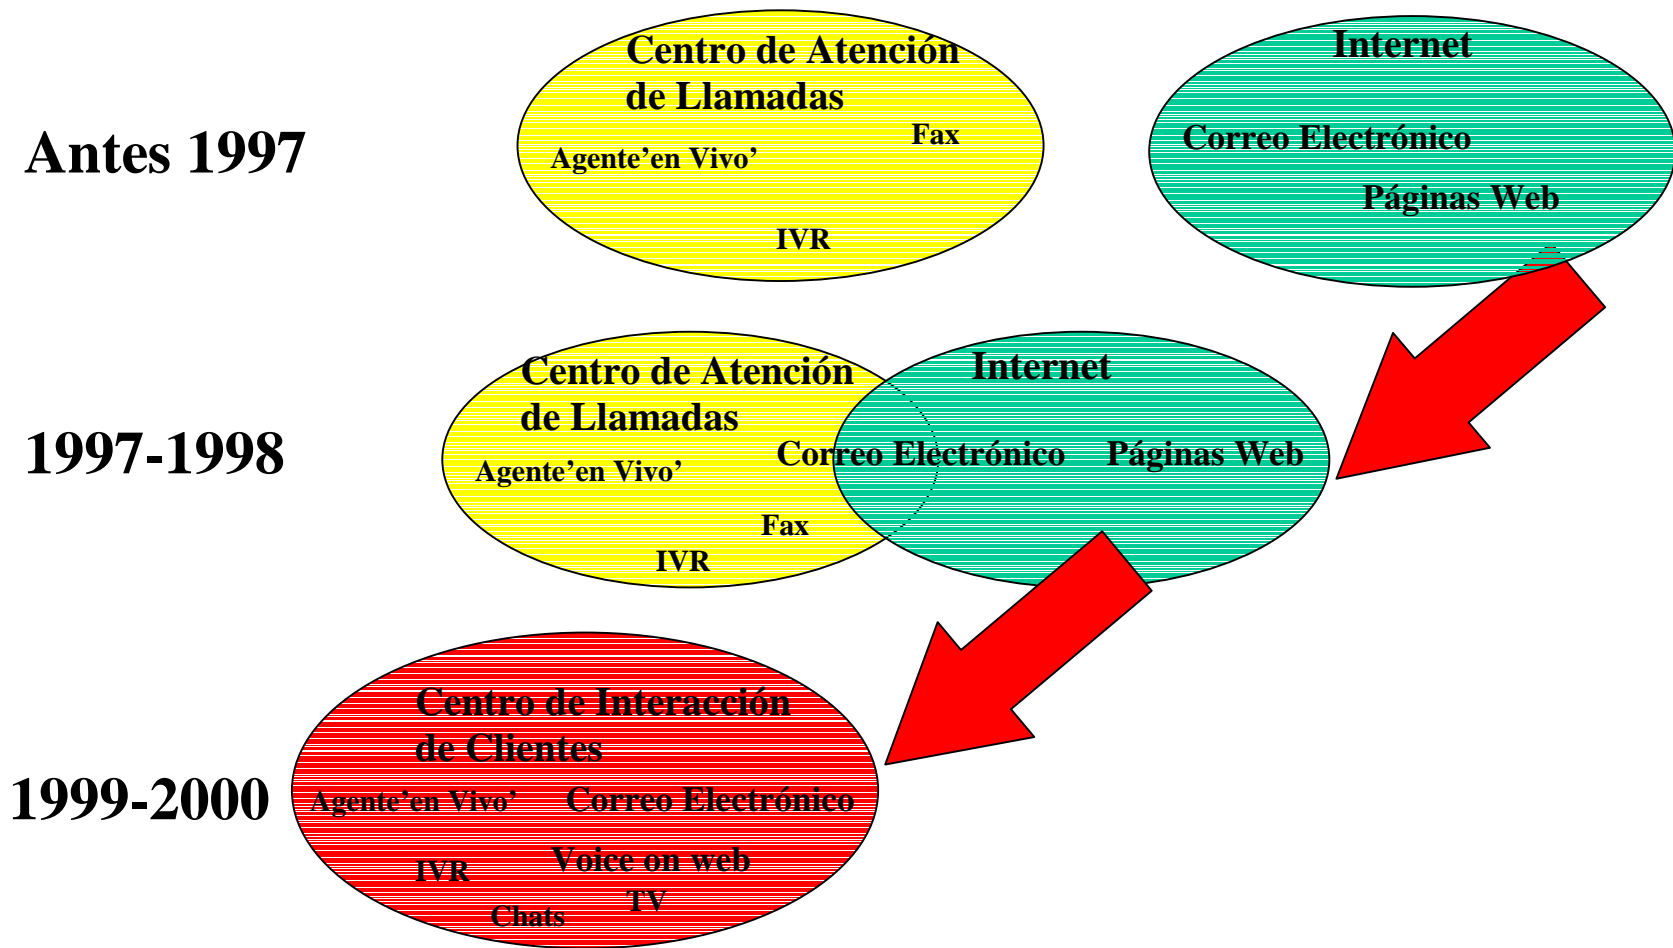 Antes 1997
Centro de Atención
de Llamadas
Fax
Agente’en Vivo’
IVR
Internet
Correo Electrónico
Páginas Web
1997-1998
Centro de Atención
de Llamadas
Agente’en Vivo’
Fax
IVR
Internet
Correo Electrónico
Páginas Web
1999-2000
Centro de Interacción
de Clientes
Agente’en Vivo’
Correo Electrónico
IVR
Voice on web
TV
Chats